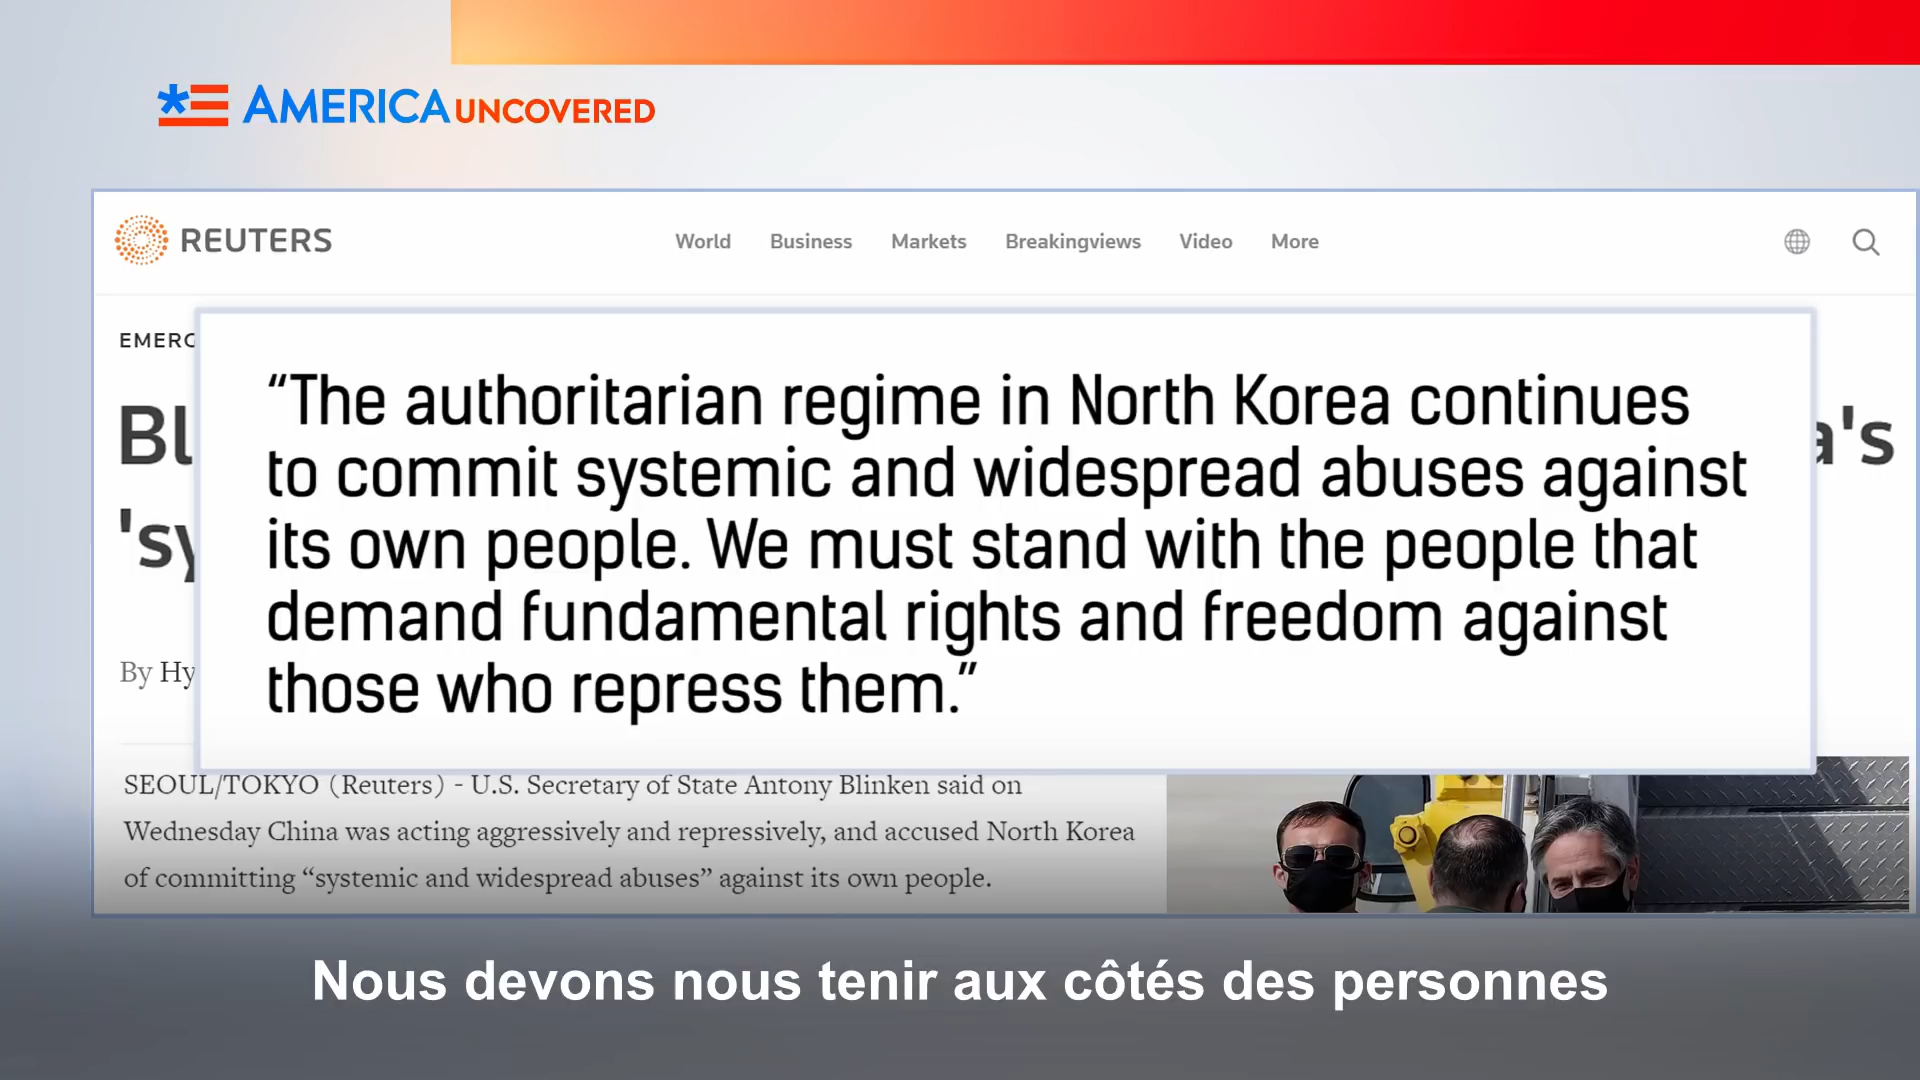 AMERICA UNCOVERED
REUTERS
World Business Markets Breakingviews Video More
“The authoritarian regime in North Korea continues
to commit systemic and widespread abuses against
its own people. We must stand with the people that
demand fundamental rights and freedom against
those who repress them.”
By
SEOUL/TOKYO (Reuters) - U.S. Secretary of State Antony Blinken said on
Wednesday China was acting aggressively and repressively, and accused North Korea
of committing “systemic and widespread abuses” against its own people.
Nous devons nous tenir aux côtés des personnes